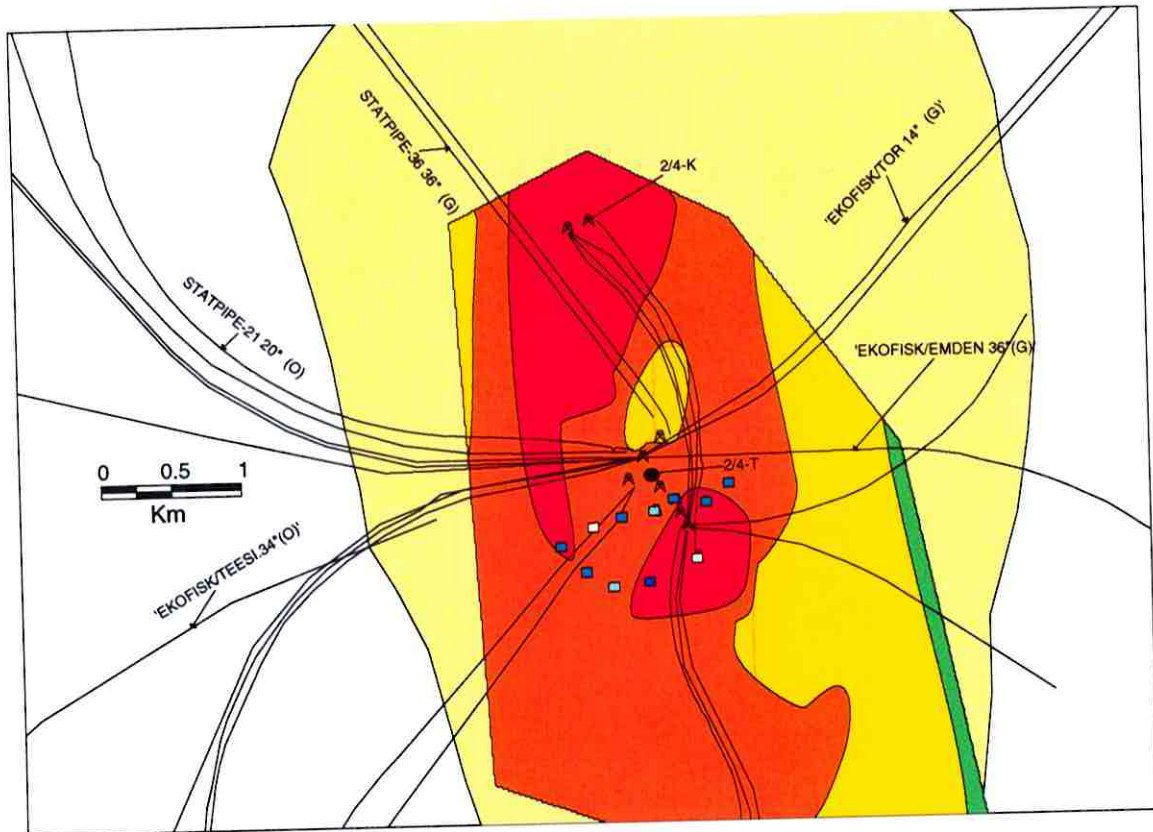 STATPIPE-36 36" (G)
2/4-K
'EKOFISK/TOR 14" (G)'
STATPIPE-21 20" (O)
'EKOFISK/EMDEN 36"(G)
2/4-T
0 0.5 1
Km
'EKOFISK/TEESI.34"(O)'